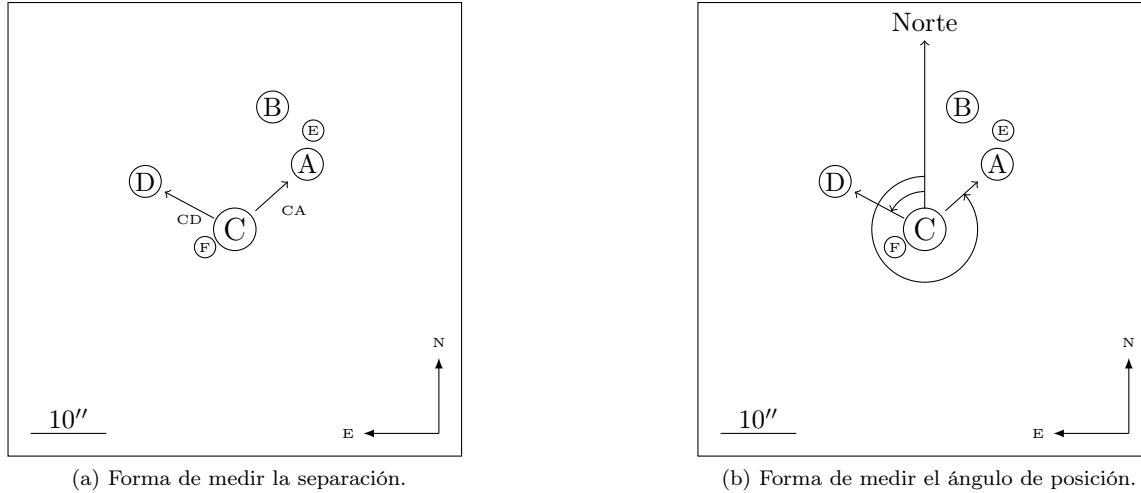 B
E
A
D
CD
CA
C
F
N
10″
E
(a) Forma de medir la separación.
Norte
B
E
A
D
C
F
N
10″
E
(b) Forma de medir el ángulo de posición.